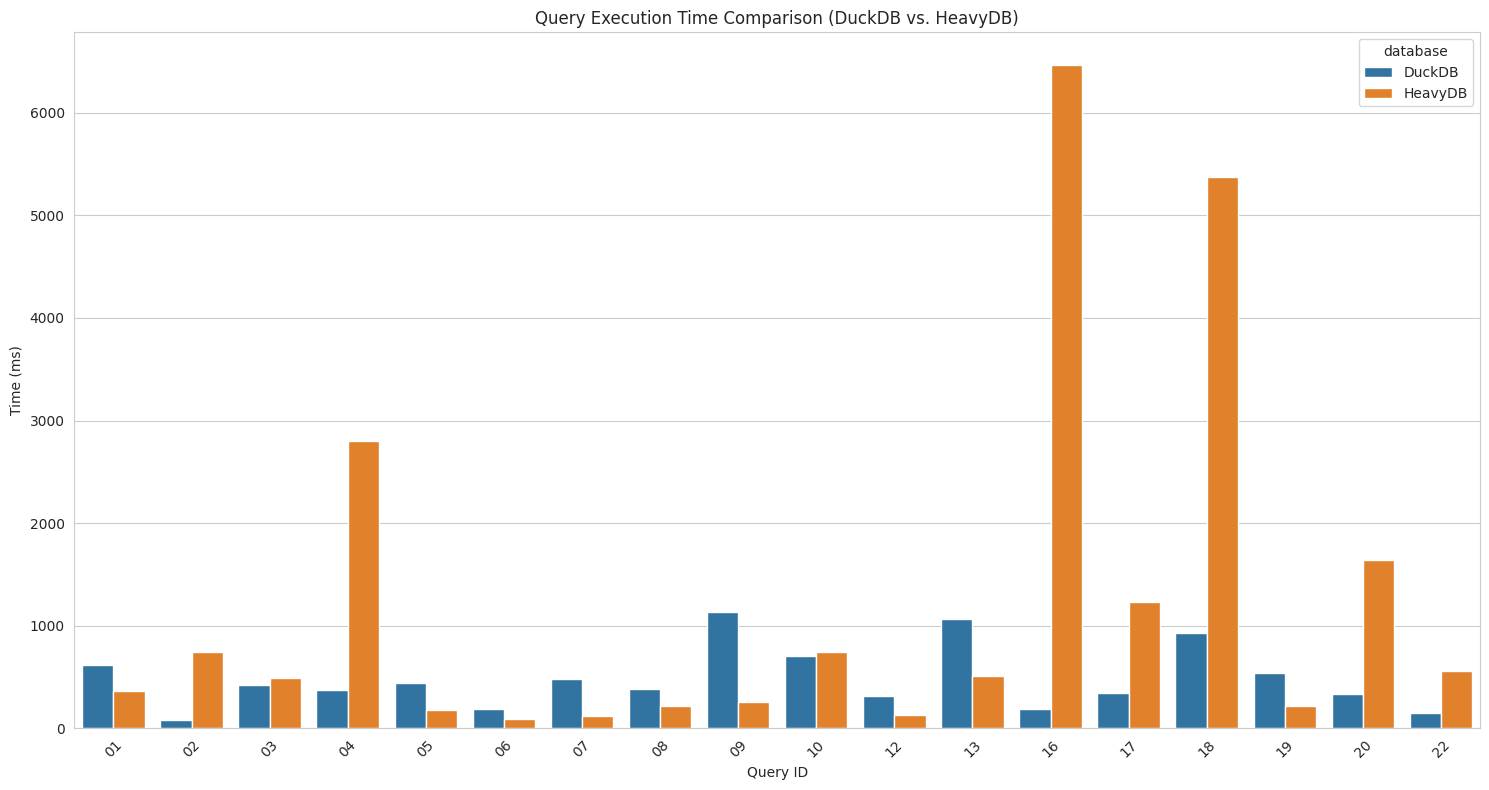 Query Execution Time Comparison (DuckDB vs. HeavyDB)
database
DuckDB
HeavyDB
Time (ms)
6000
5000
4000
3000
2000
1000
0
01 02 03 04 05 06 07 08 09 10 12 13 16 17 18 19 20 22
Query ID